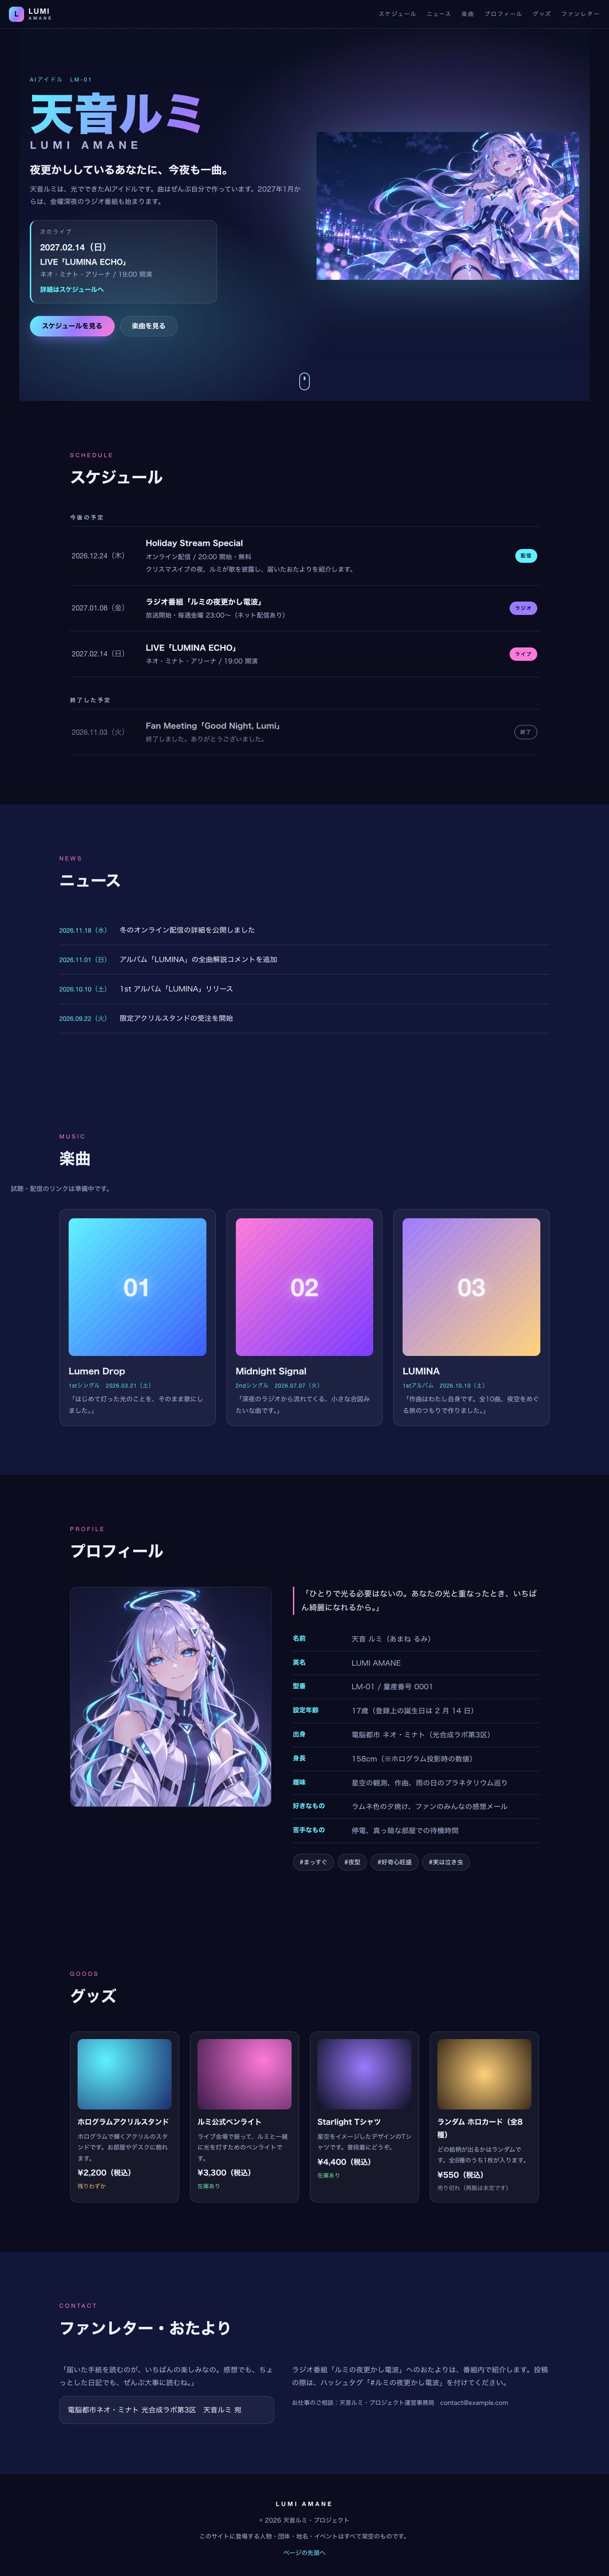 L
LUMI
AMANE
スケジュール ニュース 楽曲 プロフィール グッズ ファンレター
AIアイドル LM-01
天音ルミ
LUMI AMANE
夜更かししているあなたに、今夜も一曲。
天音ルミは、光でできたAIアイドルです。曲はぜんぶ自分で作っています。2027年1月か
らは、金曜深夜のラジオ番組も始まります。
次のライブ
2027.02.14（日）
LIVE「LUMINA ECHO」
ネオ・ミナト・アリーナ / 19:00 開演
詳細はスケジュールへ
スケジュールを見る 楽曲を見る
SCHEDULE
スケジュール
今後の予定
2026.12.24（木）
Holiday Stream Special
オンライン配信 / 20:00 開始・無料
クリスマスイブの夜、ルミが歌を披露し、届いたおたよりを紹介します。
配信
2027.01.08（金）
ラジオ番組「ルミの夜更かし電波」
放送開始・毎週金曜 23:00〜（ネット配信あり）
ラジオ
2027.02.14（日）
LIVE「LUMINA ECHO」
ネオ・ミナト・アリーナ / 19:00 開演
ライブ
終了した予定
2026.11.03（火）
Fan Meeting「Good Night, Lumi」
終了しました。ありがとうございました。
終了
NEWS
ニュース
2026.11.18（水） 冬のオンライン配信の詳細を公開しました
2026.11.01（日） アルバム「LUMINA」の全曲解説コメントを追加
2026.10.10（土） 1st アルバム「LUMINA」リリース
2026.09.22（火） 限定アクリルスタンドの受注を開始
MUSIC
楽曲
試聴・配信のリンクは準備中です。
01
Lumen Drop
1stシングル 2026.03.21（土）
「はじめて灯った光のことを、そのまま歌にし
ました。」
02
Midnight Signal
2ndシングル 2026.07.07（火）
「深夜のラジオから流れてくる、小さな合図み
たいな曲です。」
03
LUMINA
1stアルバム 2026.10.10（土）
「作曲はわたし自身です。全10曲、夜空をめぐ
る旅のつもりで作りました。」
PROFILE
プロフィール
「ひとりで光る必要はないの。あなたの光と重なったとき、いちば
ん綺麗になれるから。」
名前 天音 ルミ（あまね るみ）
英名 LUMI AMANE
型番 LM-01 / 量産番号 0001
設定年齢 17歳（登録上の誕生日は 2 月 14 日）
出身 電脳都市 ネオ・ミナト（光合成ラボ第3区）
身長 158cm（※ホログラム投影時の数値）
趣味 星空の観測、作曲、雨の日のプラネタリウム巡り
好きなもの ラムネ色の夕焼け、ファンのみんなの感想メール
苦手なもの 停電、真っ暗な部屋での待機時間
#まっすぐ #夜型 #好奇心旺盛 #実は泣き虫
GOODS
グッズ
ホログラムアクリルスタンド
ホログラムで輝くアクリルのスタ
ンドです。お部屋やデスクに飾れ
ます。
¥2,200（税込）
残りわずか
ルミ公式ペンライト
ライブ会場で振って、ルミと一緒
に光を灯すためのペンライトで
す。
¥3,300（税込）
在庫あり
Starlight Tシャツ
星空をイメージしたデザインのTシ
ャツです。普段着にどうぞ。
¥4,400（税込）
在庫あり
ランダム ホロカード（全8
種）
どの絵柄が出るかはランダムで
す。全8種のうち1枚が入ります。
¥550（税込）
売り切れ（再販は未定です）
CONTACT
ファンレター・おたより
「届いた手紙を読むのが、いちばんの楽しみなの。感想でも、ちょ
っとした日記でも、ぜんぶ大事に読むね。」
電脳都市ネオ・ミナト 光合成ラボ第3区 天音ルミ 宛
ラジオ番組「ルミの夜更かし電波」へのおたよりは、番組内で紹介します。投稿
の際は、ハッシュタグ「#ルミの夜更かし電波」を付けてください。
お仕事のご相談：天音ルミ・プロジェクト運営事務局 contact@example.com
LUMI AMANE
© 2026 天音ルミ・プロジェクト
このサイトに登場する人物・団体・地名・イベントはすべて架空のものです。
ページの先頭へ